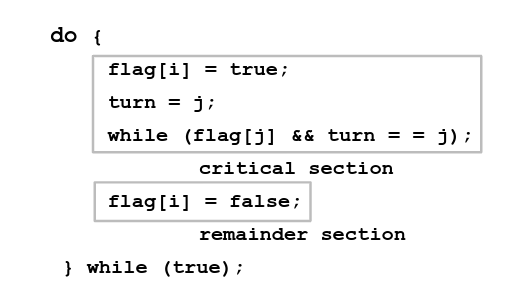 do {
flag[i] = true;
turn = j;
while (flag[j] && turn = = j);
critical section
flag[i] = false;
remainder section
} while (true);